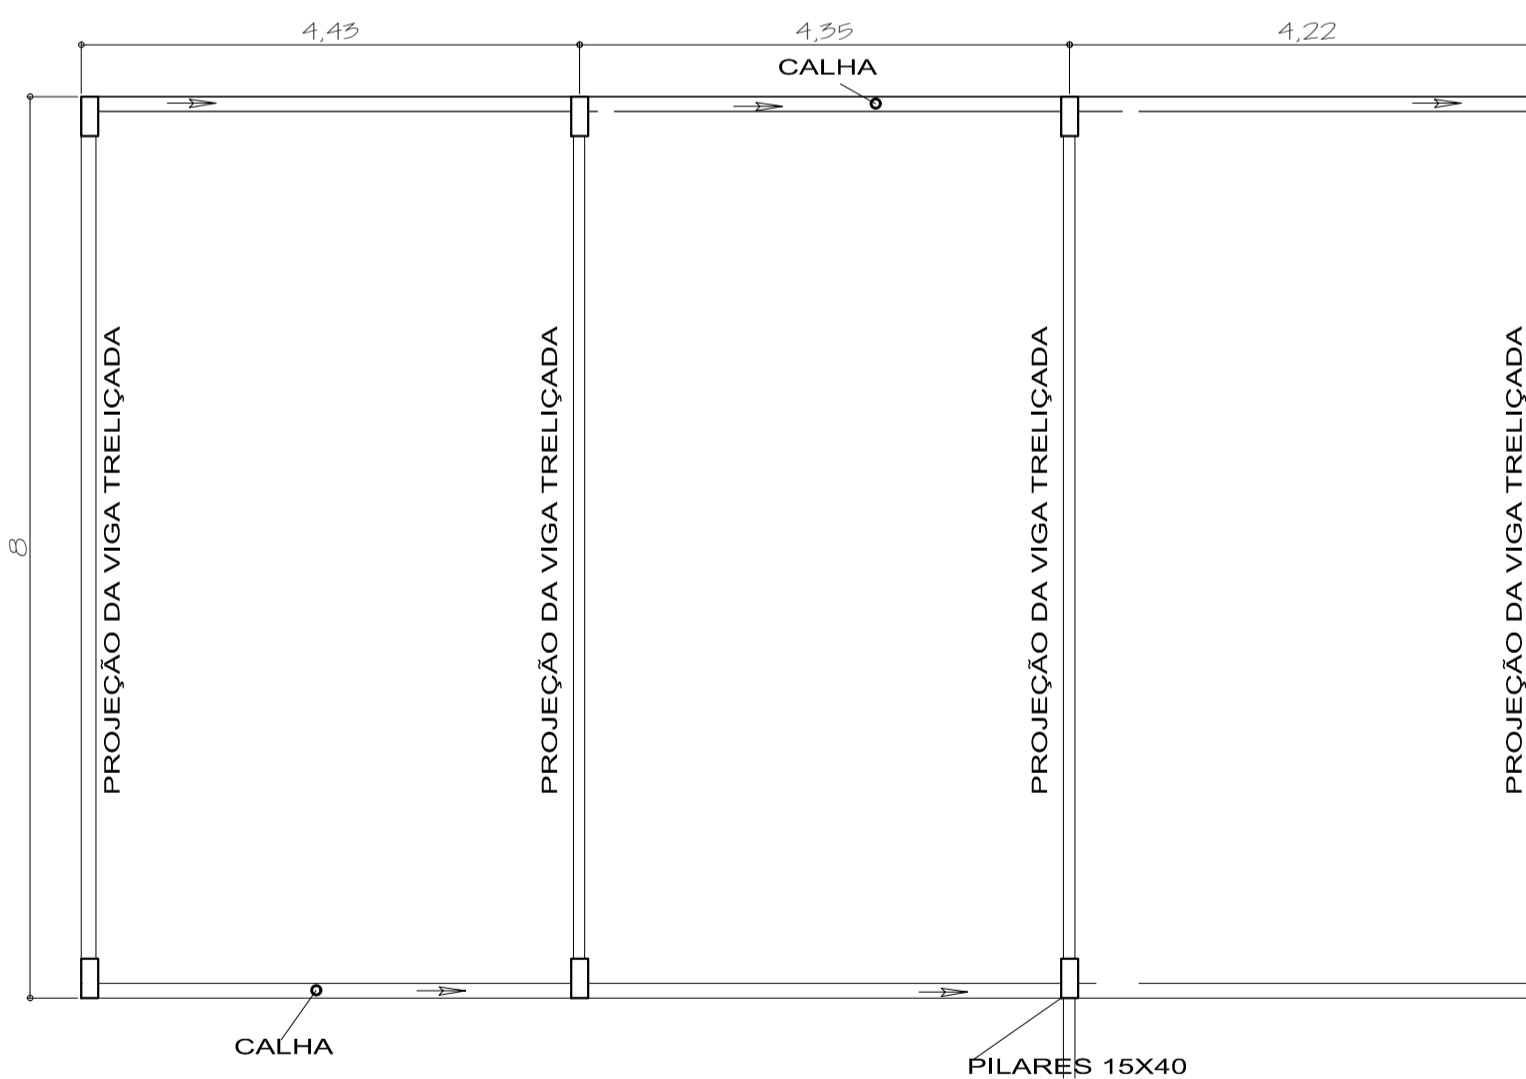 4,43
4,35
4,22
CALHA
PROJEÇÃO DA VIGA TRELIÇADA
PROJEÇÃO DA VIGA TRELIÇADA
PROJEÇÃO DA VIGA TRELIÇADA
PROJEÇÃO DA VIGA TRELIÇADA
8
CALHA
PILARES 15X40